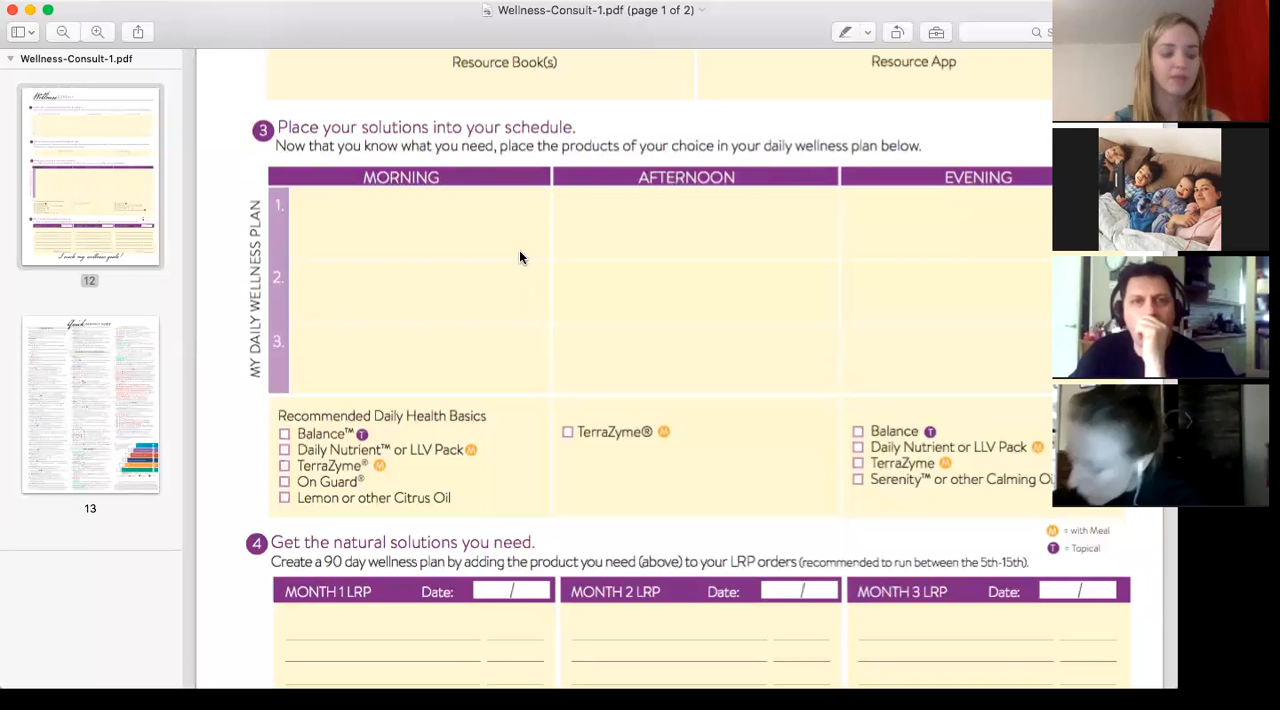 Wellness-Consult-1.pdf (page 1 of 2)
Wellness-Consult-1.pdf
12
13
Resource Book(s)
Resource App
3 Place your solutions into your schedule.
Now that you know what you need, place the products of your choice in your daily wellness plan below.
MORNING
AFTERNOON
EVENING
MY DAILY WELLNESS PLAN
1.
2.
3.
Recommended Daily Health Basics
Balance™ T
Daily Nutrient™ or LLV Pack M
TerraZyme® M
On Guard®
Lemon or other Citrus Oil
TerraZyme® M
Balance T
Daily Nutrient or LLV Pack M
TerraZyme M
Serenity™ or other Calming
M = with Meal
T = Topical
4 Get the natural solutions you need.
Create a 90 day wellness plan by adding the product you need (above) to your LRP orders (recommended to run between the 5th-15th).
MONTH 1 LRP Date: /
MONTH 2 LRP Date: /
MONTH 3 LRP Date: /